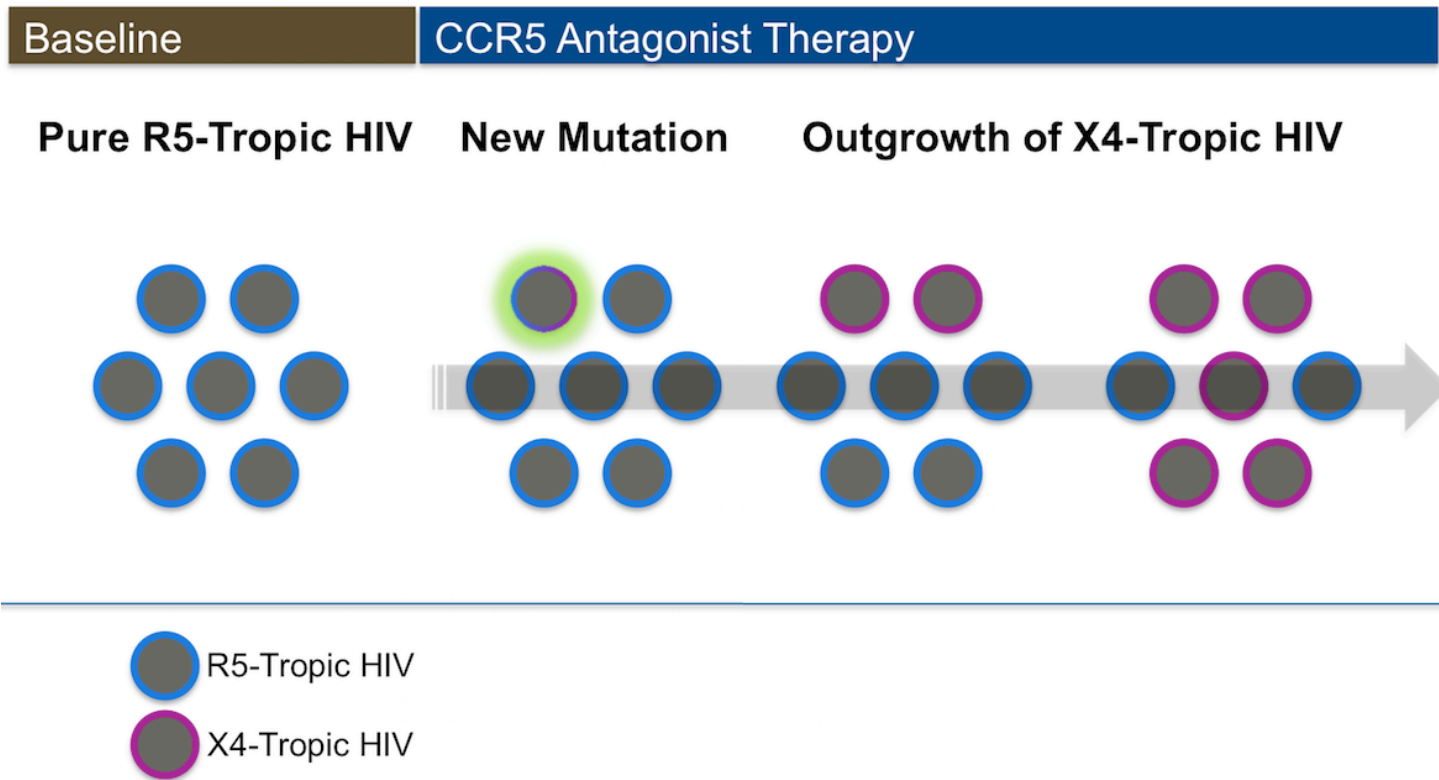 Baseline
CCR5 Antagonist Therapy
Pure R5-Tropic HIV
New Mutation
Outgrowth of X4-Tropic HIV
R5-Tropic HIV
X4-Tropic HIV